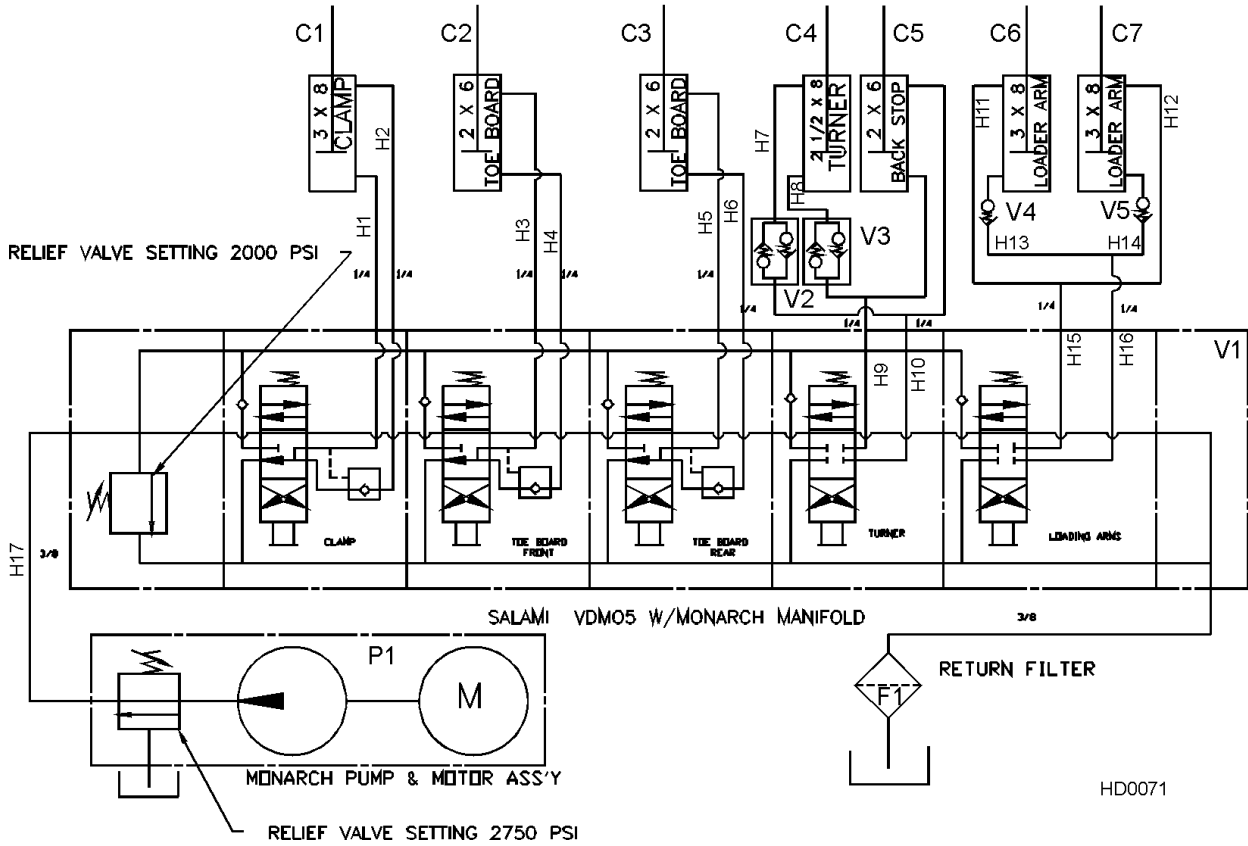 C1
C2
C3
C4
C5
C6
C7
3 X 8
CLAMP
2 X 6
TOE BOARD
2 X 6
TOE BOARD
2 1/2 X 8
TURNER
2 X 6
BACK STOP
3 X 8
LOADER ARM
3 X 8
LOADER ARM
H2
H7
H8
H11
H12
H1
H3
H4
H5
H6
V2
V3
V4
V5
H13
H14
RELIEF VALVE SETTING 2000 PSI
1/4
1/4
1/4
1/4
1/4
1/4
1/4
1/4
1/4
1/4
H9
H10
H15
H16
V1
CLAMP
TOE BOARD
FRONT
TOE BOARD
REAR
TURNER
LOADING ARMS
H17
3/8
SALAMI VDM05 W/MONARCH MANIFOLD
3/8
P1
M
RETURN FILTER
F1
MONARCH PUMP & MOTOR ASS'Y
HD0071
RELIEF VALVE SETTING 2750 PSI